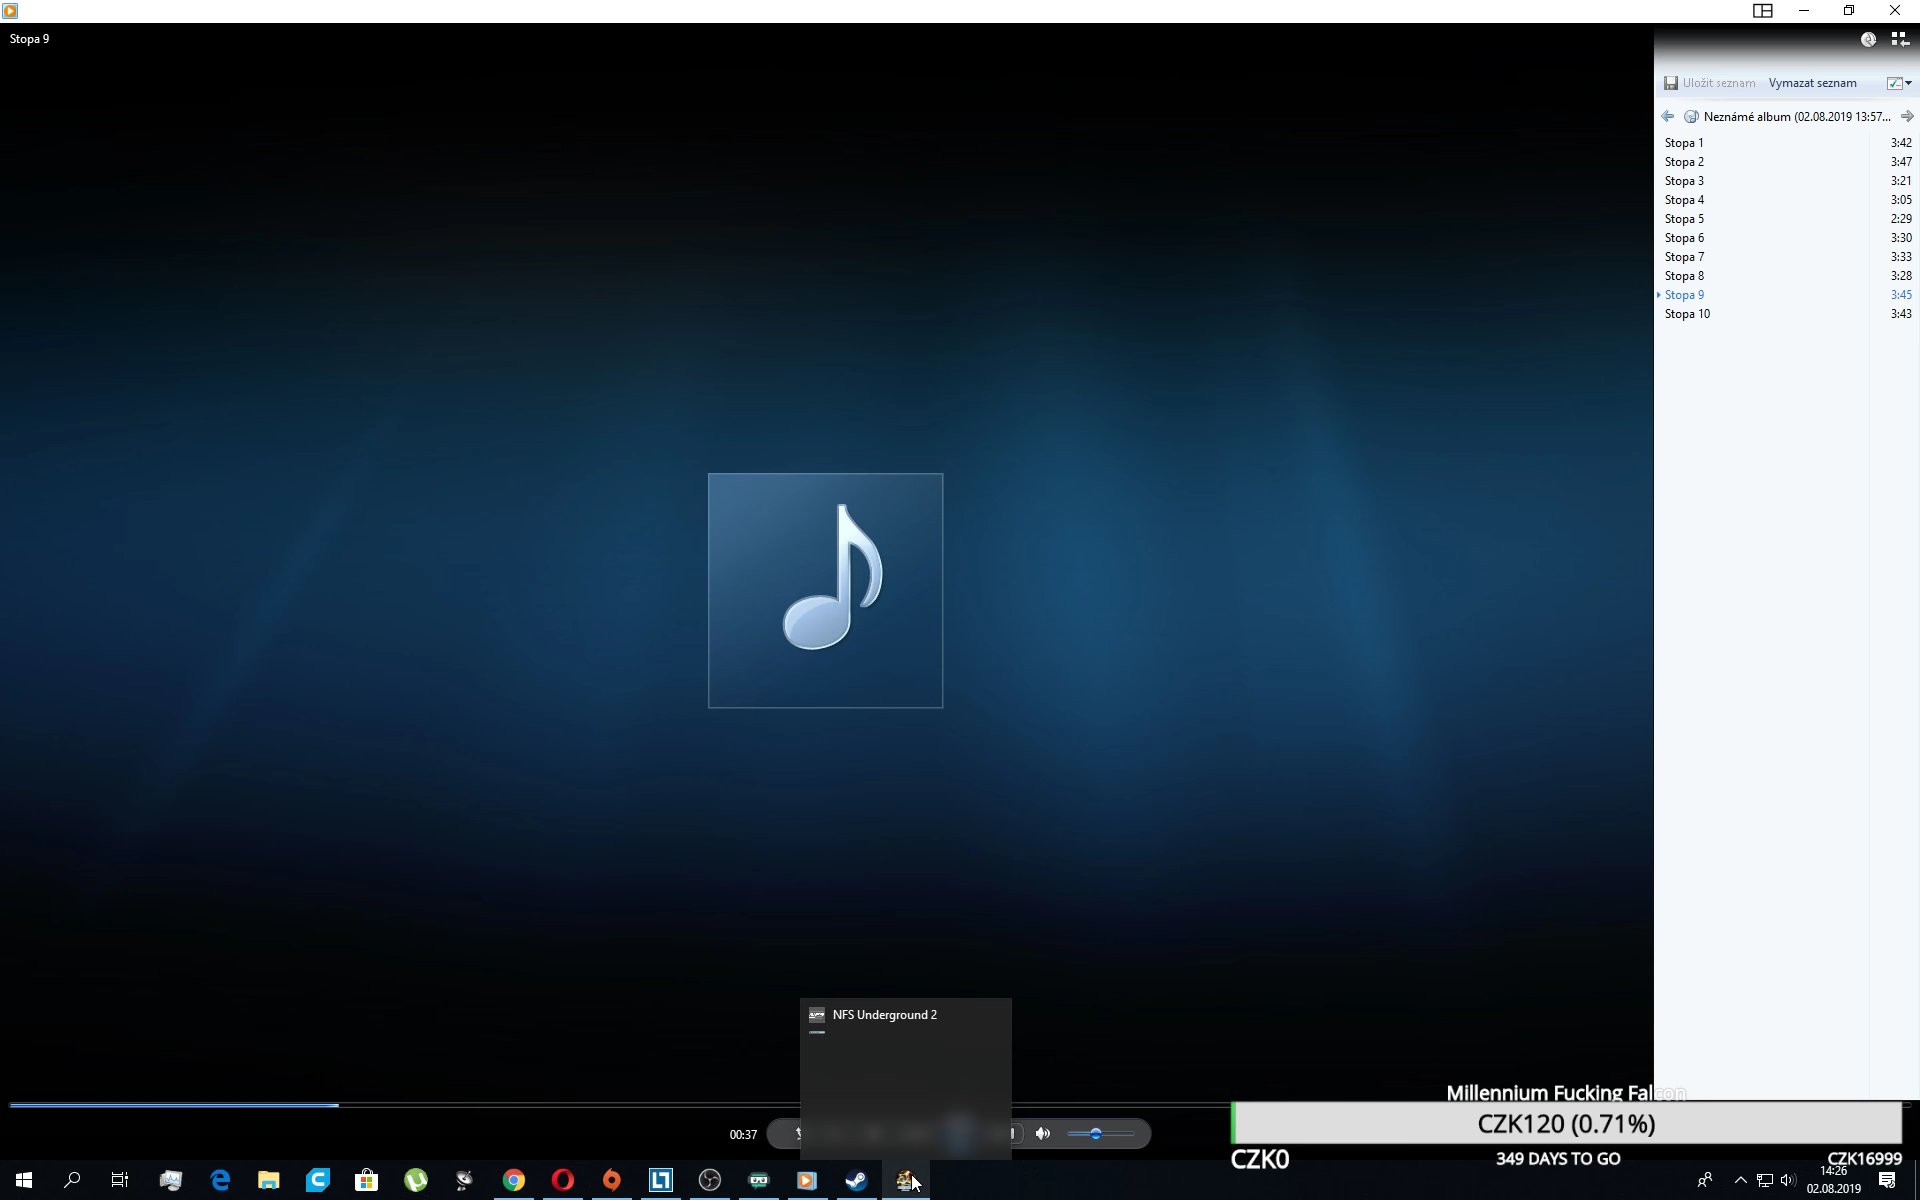 Stopa 9
Uložit seznam Vymazat seznam
Neznámé album (02.08.2019 13:57...
Stopa 1 3:42
Stopa 2 3:47
Stopa 3 3:21
Stopa 4 3:05
Stopa 5 2:29
Stopa 6 3:30
Stopa 7 3:33
Stopa 8 3:28
Stopa 9 3:45
Stopa 10 3:43
NFS Underground 2
00:37
Millennium Fucking Falcon
CZK120 (0.71%)
CZK0 349 DAYS TO GO CZK16999
14:26
02.08.2019